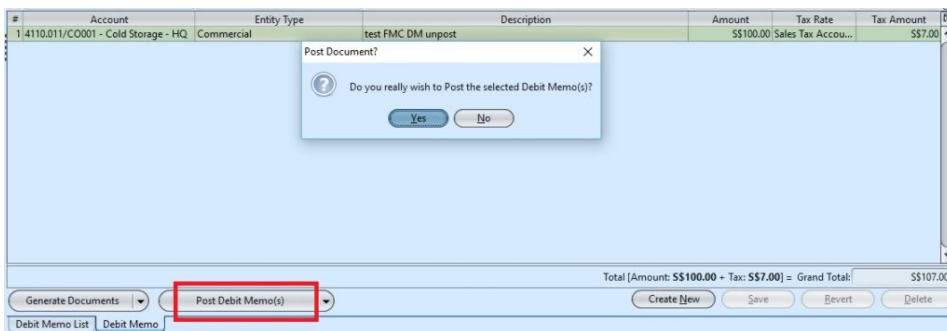 # Account Entity Type Description Amount Tax Rate Tax Amount
1 4110.011/CO001 - Cold Storage - HQ Commercial test FMC DM unpost S$100.00 Sales Tax Accou... S$7.00
Post Document?
Do you really wish to Post the selected Debit Memo(s)?
Yes No
Total [Amount: S$100.00 + Tax: S$7.00] = Grand Total: S$107.00
Generate Documents Post Debit Memo(s) Create New Save Revert Delete
Debit Memo List Debit Memo